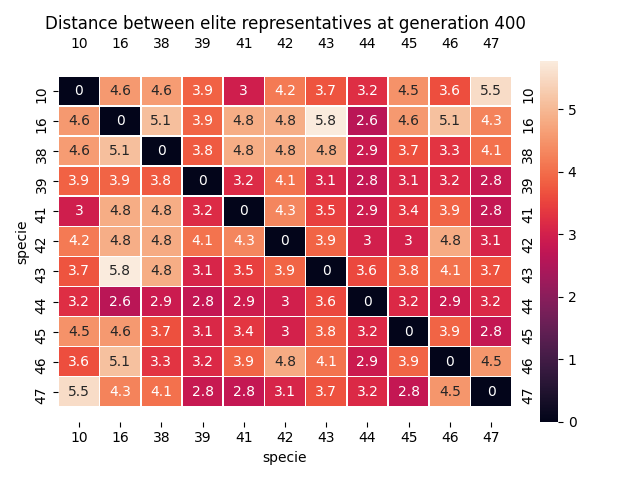 Distance between elite representatives at generation 400
10 16 38 39 41 42 43 44 45 46 47
10 0 4.6 4.6 3.9 3 4.2 3.7 3.2 4.5 3.6 5.5 10
16 4.6 0 5.1 3.9 4.8 4.8 5.8 2.6 4.6 5.1 4.3 16
38 4.6 5.1 0 3.8 4.8 4.8 4.8 2.9 3.7 3.3 4.1 38
39 3.9 3.9 3.8 0 3.2 4.1 3.1 2.8 3.1 3.2 2.8 39
41 3 4.8 4.8 3.2 0 4.3 3.5 2.9 3.4 3.9 2.8 41
42 4.2 4.8 4.8 4.1 4.3 0 3.9 3 3 4.8 3.1 42
43 3.7 5.8 4.8 3.1 3.5 3.9 0 3.6 3.8 4.1 3.7 43
44 3.2 2.6 2.9 2.8 2.9 3 3.6 0 3.2 2.9 3.2 44
45 4.5 4.6 3.7 3.1 3.4 3 3.8 3.2 0 3.9 2.8 45
46 3.6 5.1 3.3 3.2 3.9 4.8 4.1 2.9 3.9 0 4.5 46
47 5.5 4.3 4.1 2.8 2.8 3.1 3.7 3.2 2.8 4.5 0 47
10 16 38 39 41 42 43 44 45 46 47
specie
specie
5
4
3
2
1
0